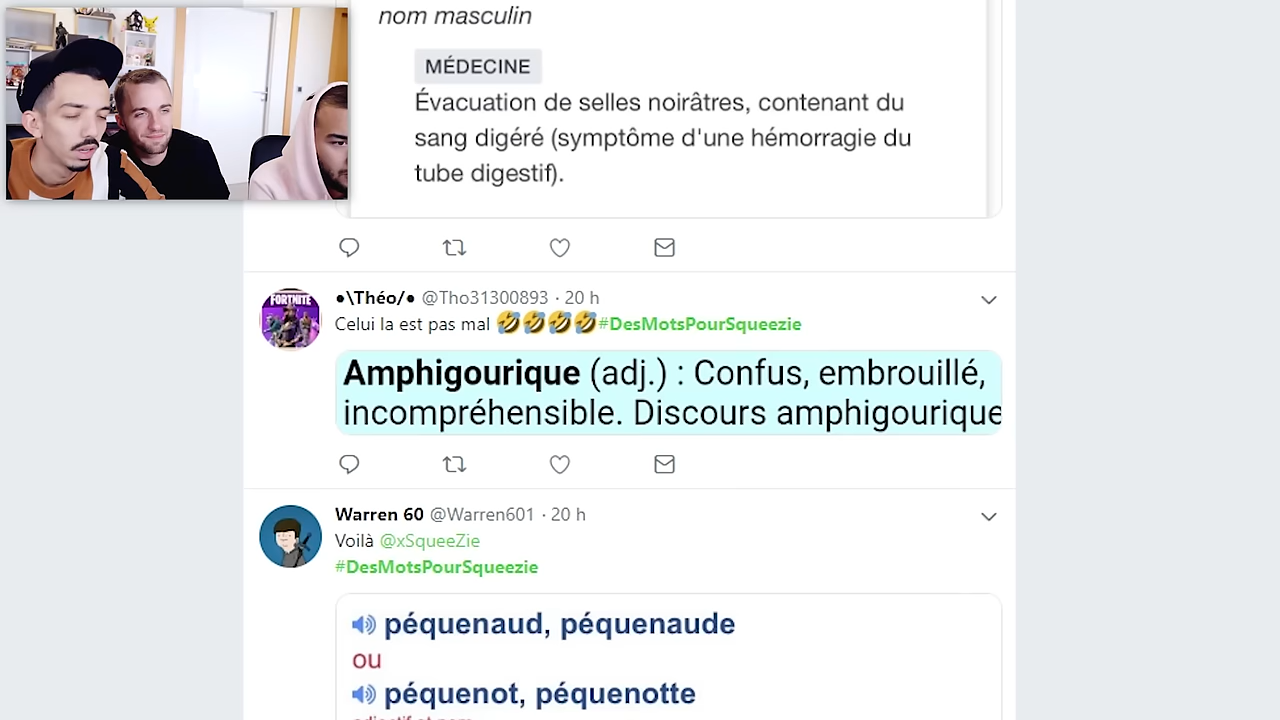 nom masculin
MÉDECINE
Évacuation de selles noirâtres, contenant du
sang digéré (symptôme d'une hémorragie du
tube digestif).
FORTNITE
●\Théo/● @Tho31300893 · 20 h
Celui la est pas mal 🤣🤣🤣🤣#DesMotsPourSqueezie
Amphigourique (adj.) : Confus, embrouillé,
incompréhensible. Discours amphigourique
Warren 60 @Warren601 · 20 h
Voilà @xSqueeZie
#DesMotsPourSqueezie
péquenaud, péquenaude
ou
péquenot, péquenotte